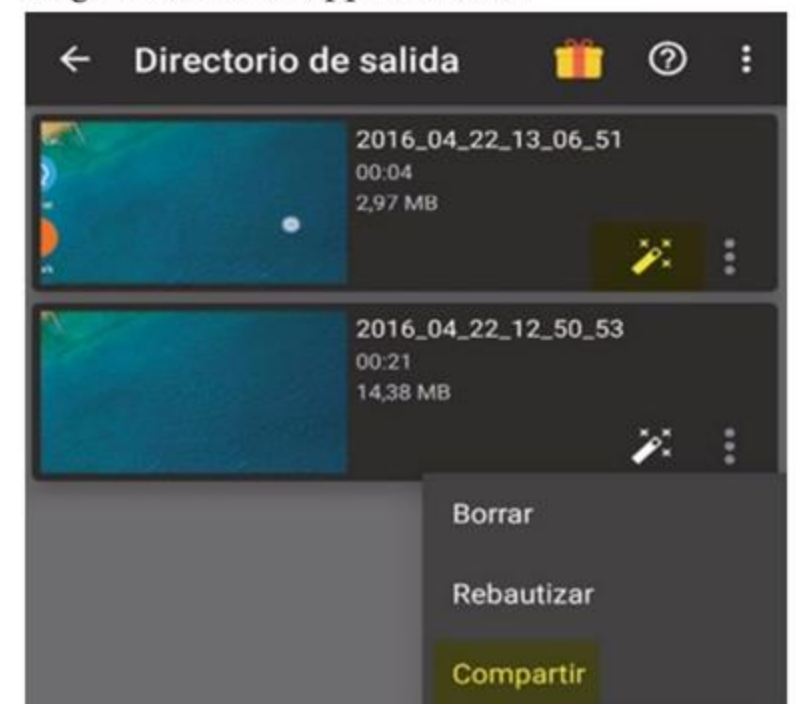 Directorio de salida
2016_04_22_13_06_51
00:04
2,97 MB
2016_04_22_12_50_53
00:21
14,38 MB
Borrar
Rebautizar
Compartir